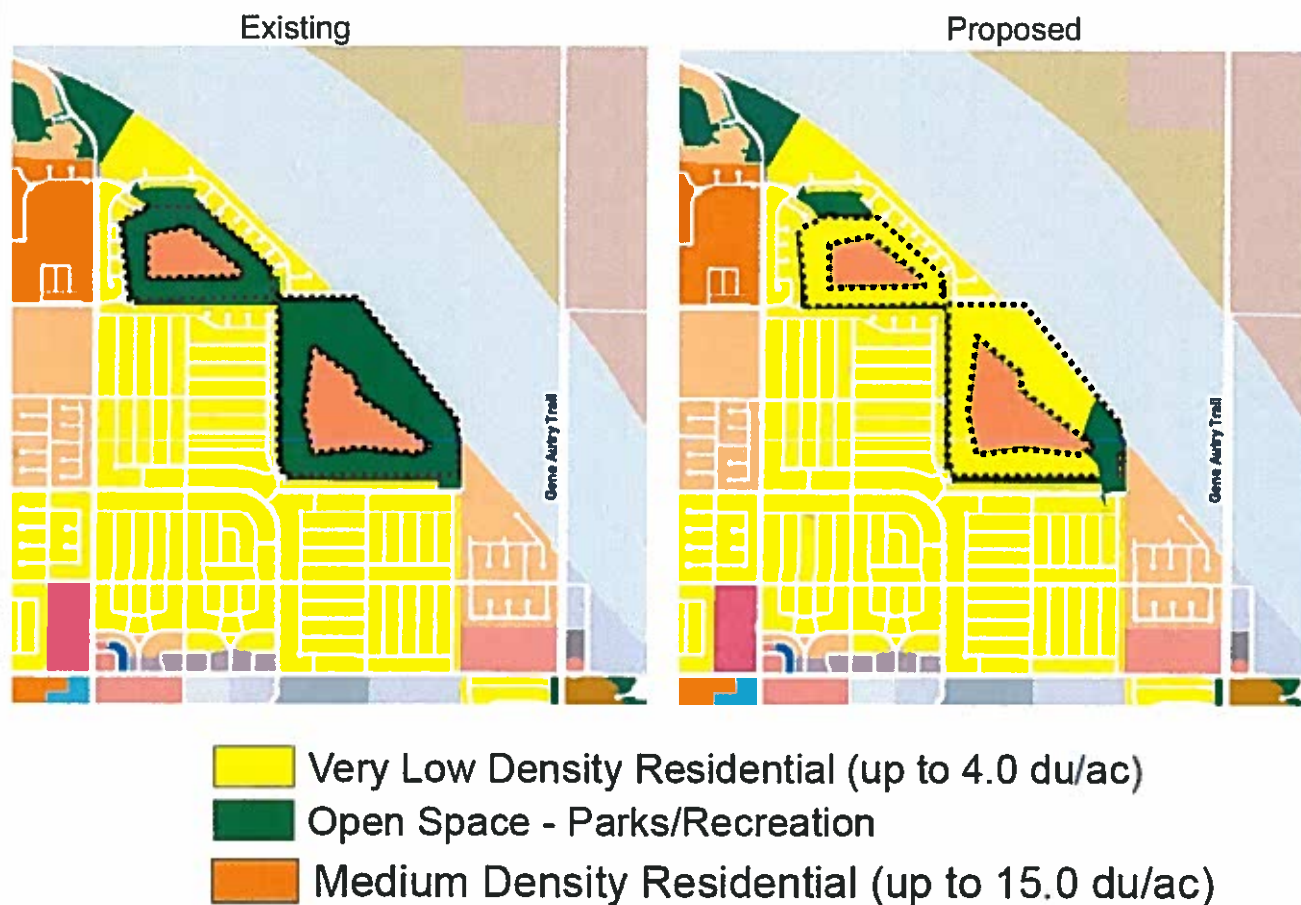 Existing
Proposed
Gene Autry Trail
Gene Autry Trail
Very Low Density Residential (up to 4.0 du/ac)
Open Space - Parks/Recreation
Medium Density Residential (up to 15.0 du/ac)